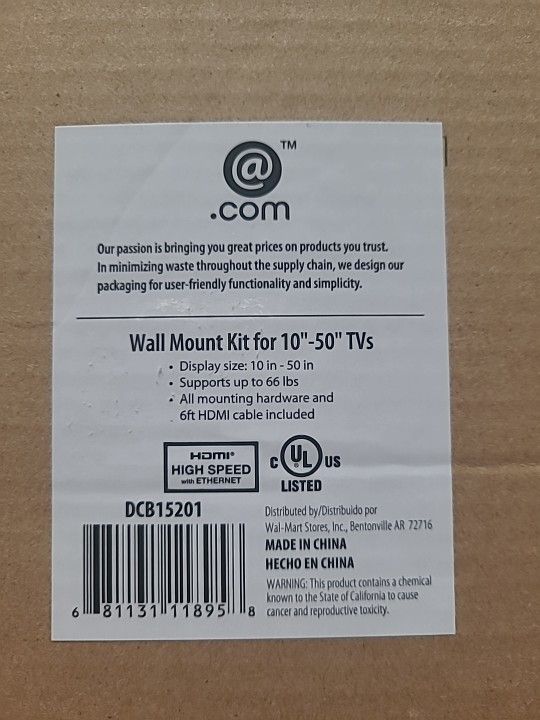 @™
.com
Our passion is bringing you great prices on products you trust.
In minimizing waste throughout the supply chain, we design our
packaging for user-friendly functionality and simplicity.
Wall Mount Kit for 10"-50" TVs
• Display size: 10 in - 50 in
• Supports up to 66 lbs
• All mounting hardware and
6ft HDMI cable included
HDMI®
HIGH SPEED
with ETHERNET
C UL US
LISTED
DCB15201
6 81131 11895 8
Distributed by/Distribuido por
Wal-Mart Stores, Inc., Bentonville AR 72716
MADE IN CHINA
HECHO EN CHINA
WARNING: This product contains a chemical
known to the State of California to cause
cancer and reproductive toxicity.